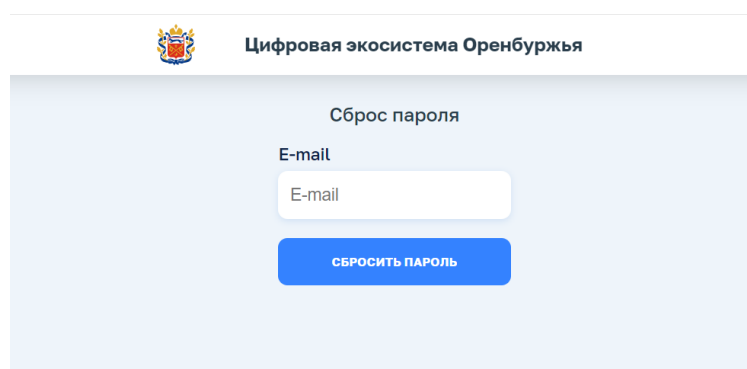 Цифровая экосистема Оренбуржья
Сброс пароля
E-mail
E-mail
СБРОСИТЬ ПАРОЛЬ